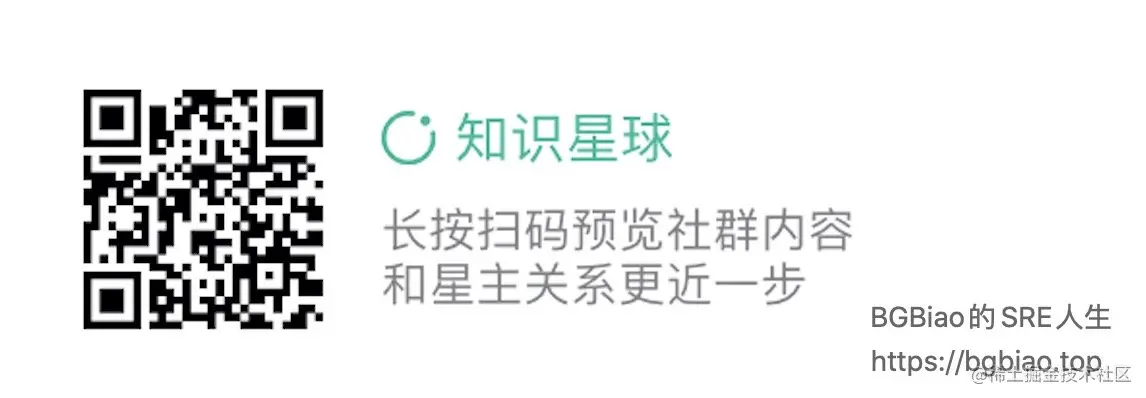 知识星球
长按扫码预览社群内容
和星主关系更近一步
BGBiao的SRE人生
https://bgbiao.top
@稀土掘金技术社区